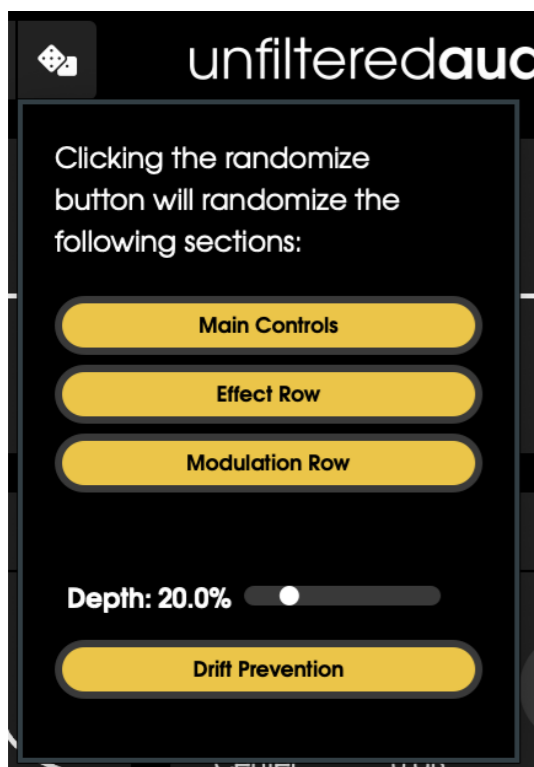 unfilteredau
Clicking the randomize
button will randomize the
following sections:
Main Controls
Effect Row
Modulation Row
Depth: 20.0%
Drift Prevention